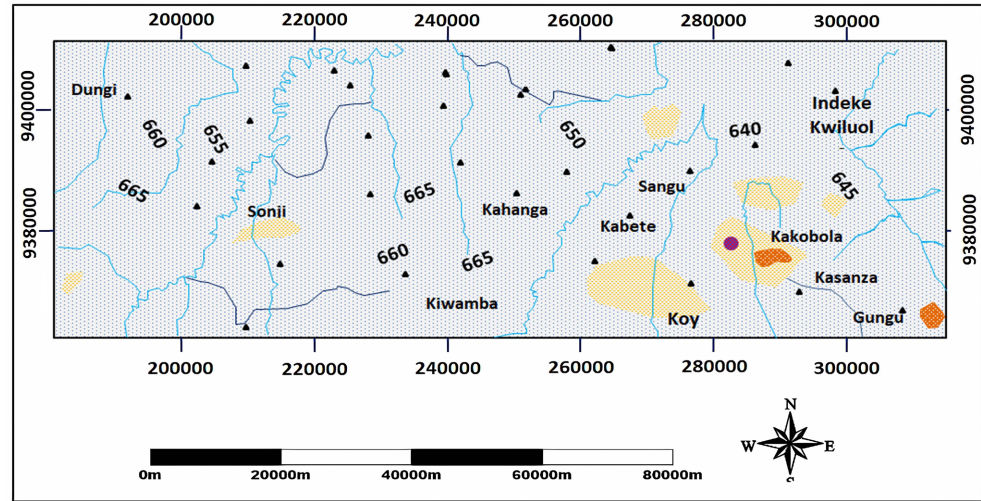 200000 220000 240000 260000 280000 300000
9400000
9400000
Dungi
Indeke
Kwiluol
660
655
650
640
665
665
645
Sangu
Sonji
Kahanga
Kabete
9380000
9380000
Kakobola
660
665
Kasanza
Kiwamba
Koy
Gungu
200000 220000 240000 260000 280000 300000
N
W E
S
0m 20000m 40000m 60000m 80000m